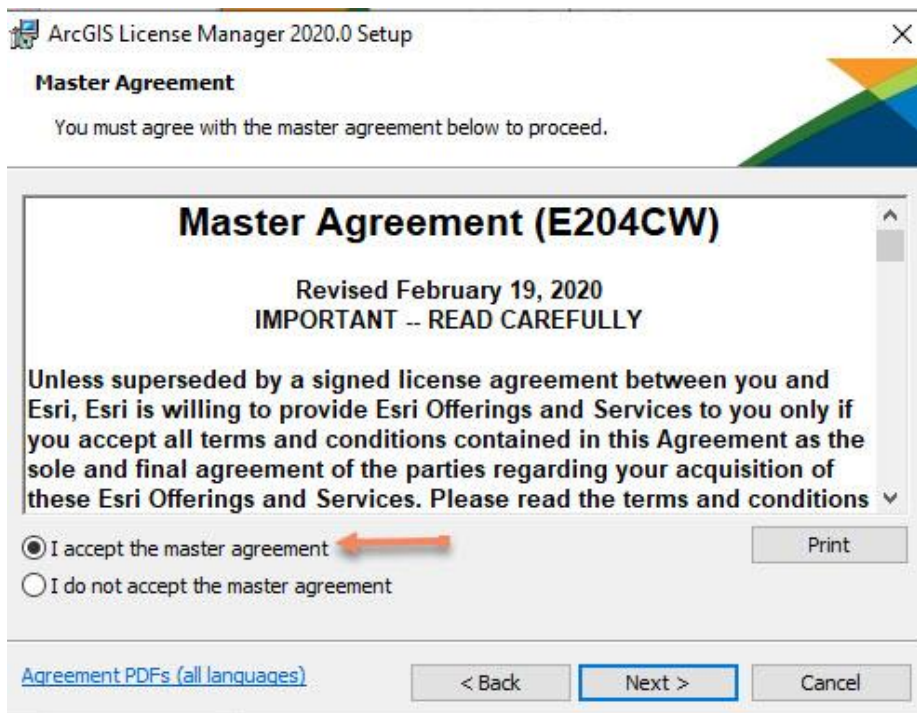 ArcGIS License Manager 2020.0 Setup
Master Agreement
You must agree with the master agreement below to proceed.
Master Agreement (E204CW)
Revised February 19, 2020
IMPORTANT -- READ CAREFULLY
Unless superseded by a signed license agreement between you and
Esri, Esri is willing to provide Esri Offerings and Services to you only if
you accept all terms and conditions contained in this Agreement as the
sole and final agreement of the parties regarding your acquisition of
these Esri Offerings and Services. Please read the terms and conditions
I accept the master agreement
Print
I do not accept the master agreement
Agreement PDFs (all languages)
< Back
Next >
Cancel